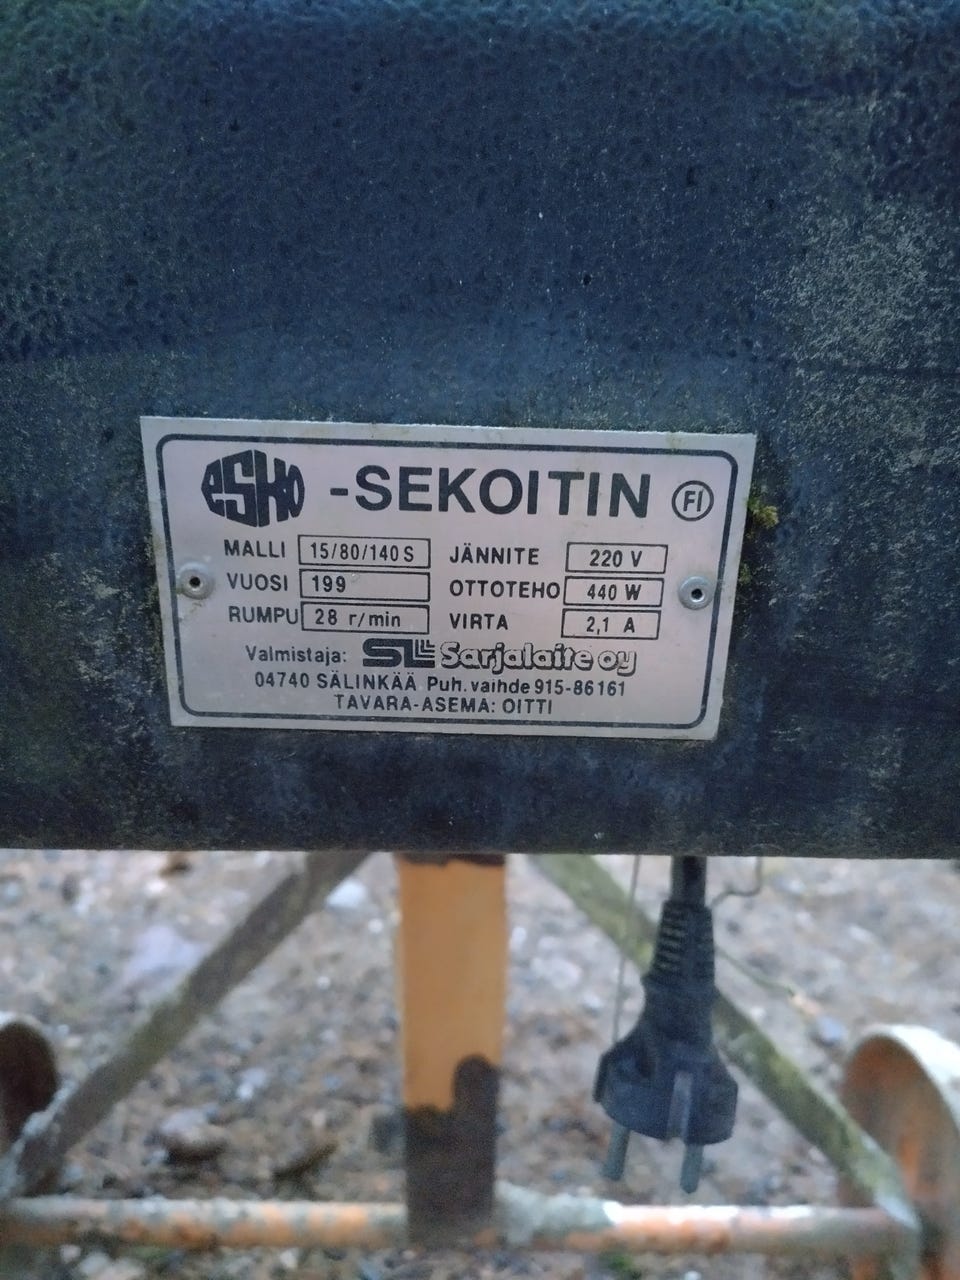 esko -SEKOITIN FI
MALLI 15/80/140 S JÄNNITE 220 V
VUOSI 199 OTTOTEHO 440 W
RUMPU 28 r/min VIRTA 2,1 A
Valmistaja: SLL Sarjalaite oy
04740 SÄLINKÄÄ Puh. vaihde 915-86161
TAVARA-ASEMA: OITTI